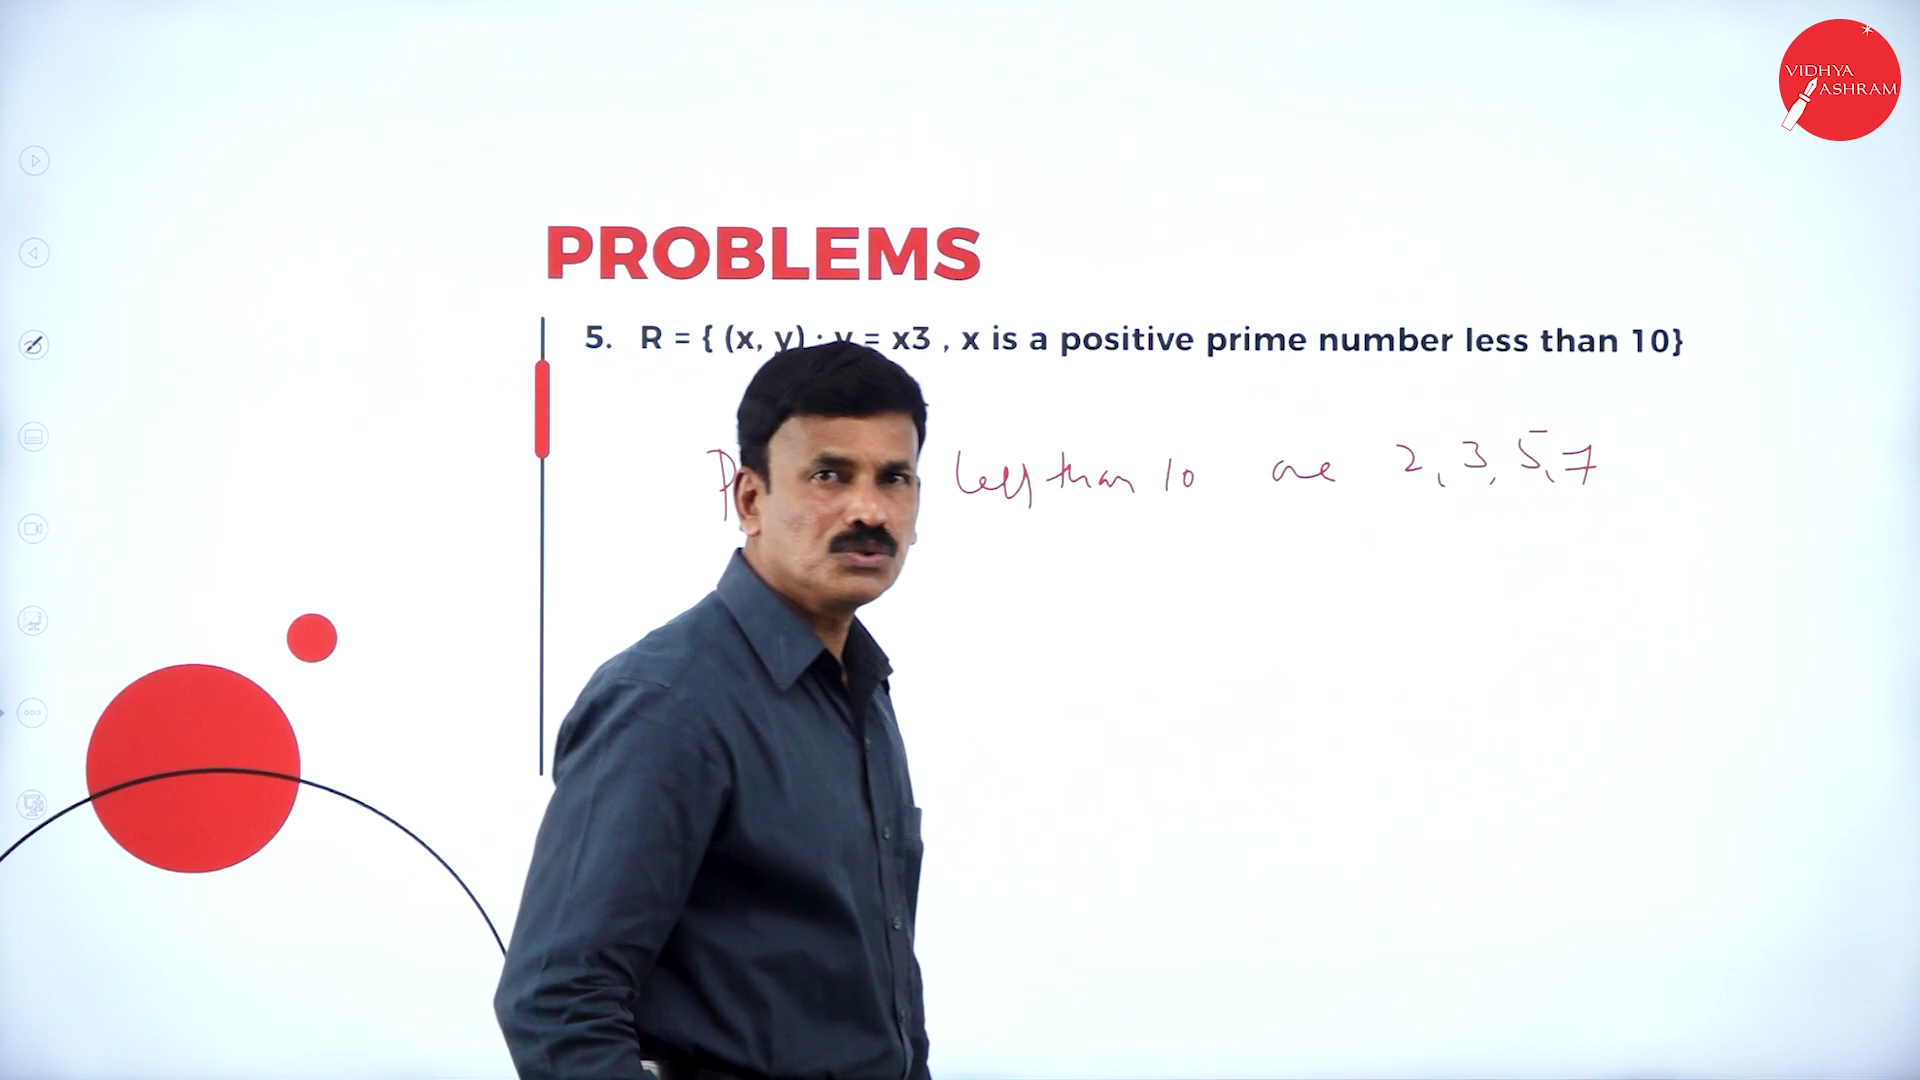 VIDHYA
ASHRAM
PROBLEMS
5. R = { (x, y) : y = x3 , x is a positive prime number less than 10}
less than 10 are 2, 3, 5, 7